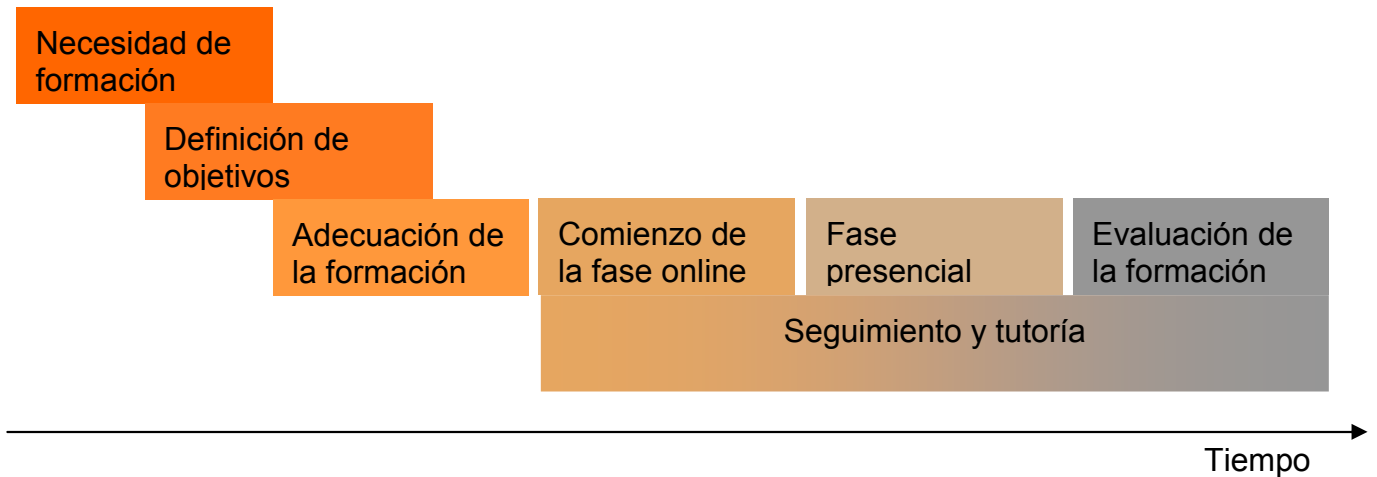 Necesidad de
formación
Definición de
objetivos
Adecuación de
la formación
Comienzo de
la fase online
Fase
presencial
Evaluación de
la formación
Seguimiento y tutoría
Tiempo